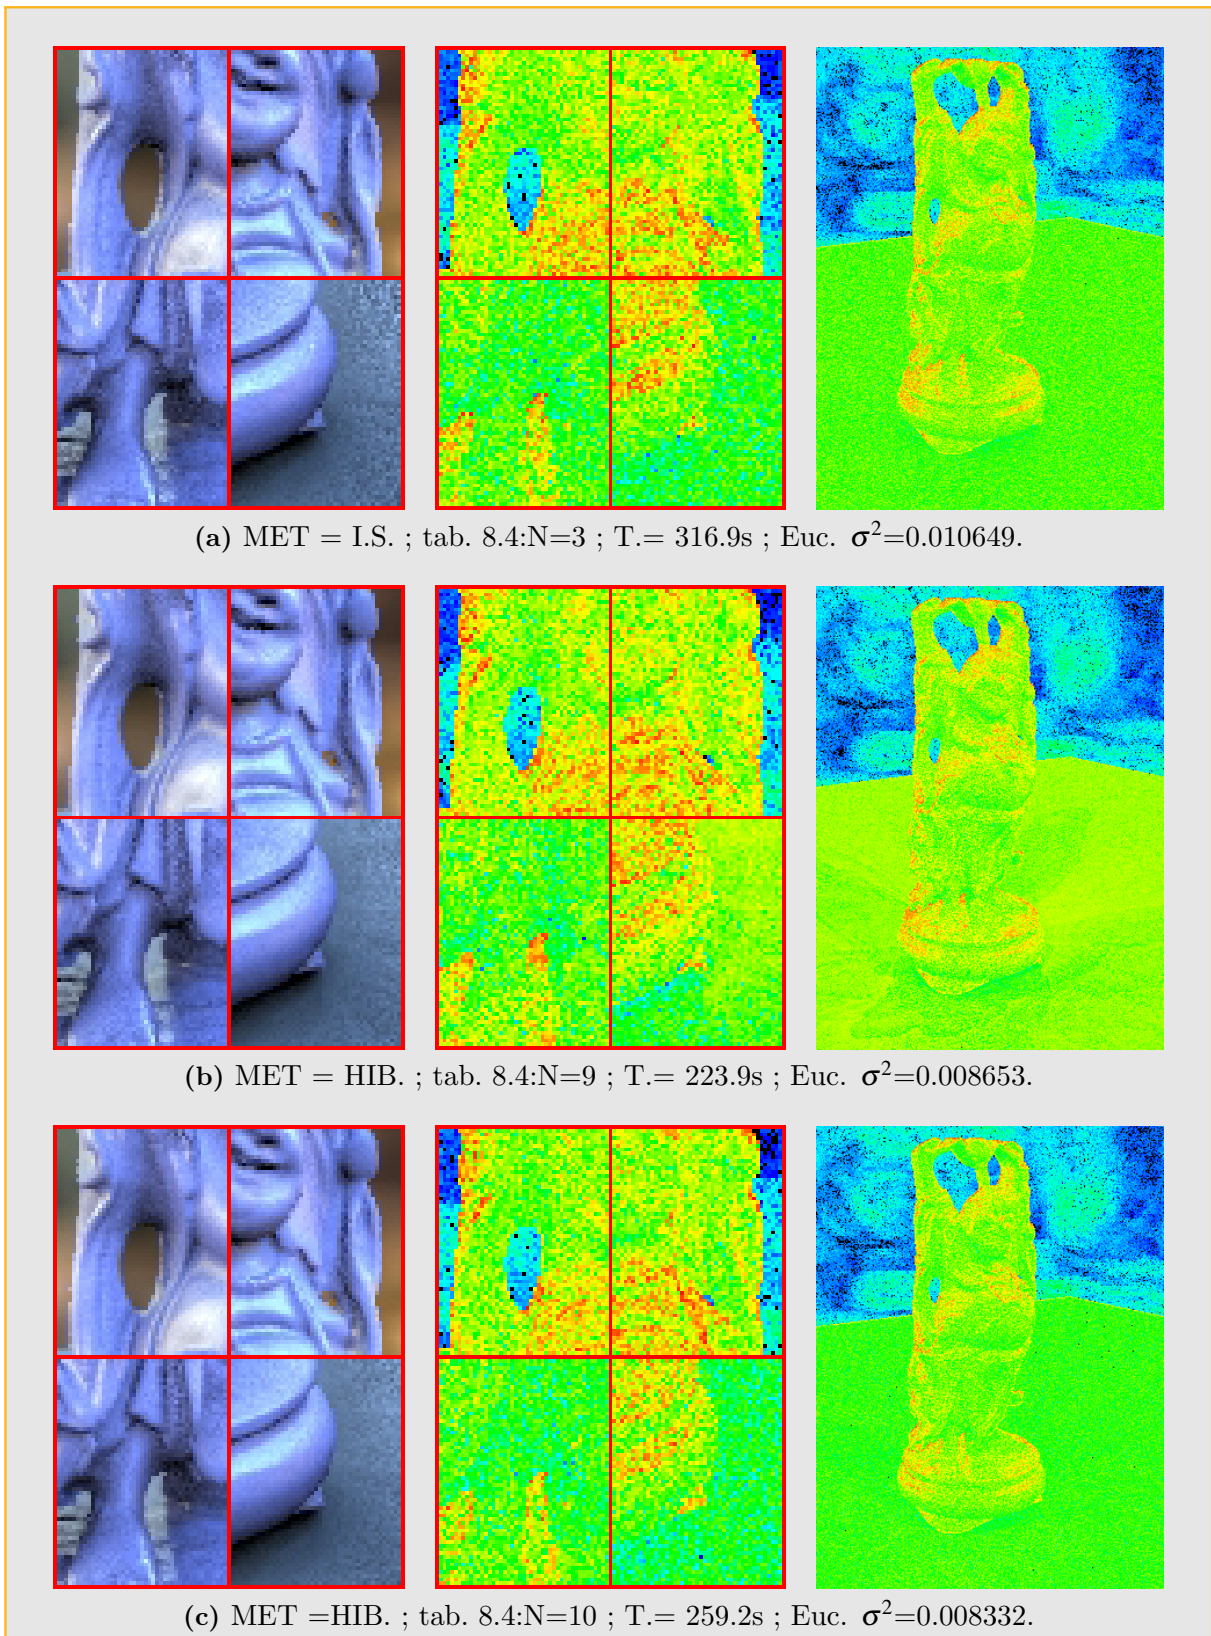 (a) MET = I.S. ; tab. 8.4:N=3 ; T.= 316.9s ; Euc. σ²=0.010649.
(b) MET = HIB. ; tab. 8.4:N=9 ; T.= 223.9s ; Euc. σ²=0.008653.
(c) MET =HIB. ; tab. 8.4:N=10 ; T.= 259.2s ; Euc. σ²=0.008332.